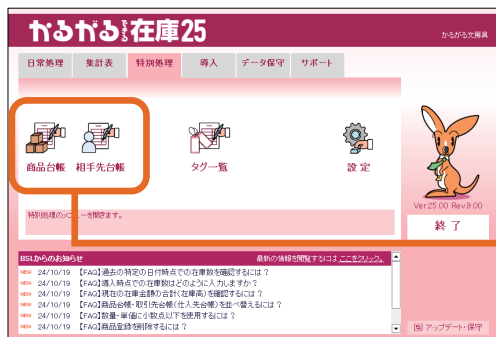 かるがるできる在庫25
かるがる文房具
日常処理 集計表 特別処理 導入 データ保守 サポート
商品台帳 相手先台帳 タグ一覧 設定
Ver25.00 Rev.9.00
特別処理のメニューを開きます。
終了
BSLからのお知らせ 最新の情報を閲覧するには、ここをクリック。
NEW 24/10/19 【FAQ】過去の特定の日付時点での在庫数を確認するには？
NEW 24/10/19 【FAQ】導入時点での在庫数はどのように入力しますか？
NEW 24/10/19 【FAQ】現在の在庫金額の合計(在庫高)を確認するには？
NEW 24/10/19 【FAQ】商品台帳・取引先台帳(仕入先台帳)を並べ替えるには？
NEW 24/10/19 【FAQ】数量・単価に小数点以下を使用するには？
NEW 24/10/19 【FAQ】商品登録を削除するには？
アップデート・保守